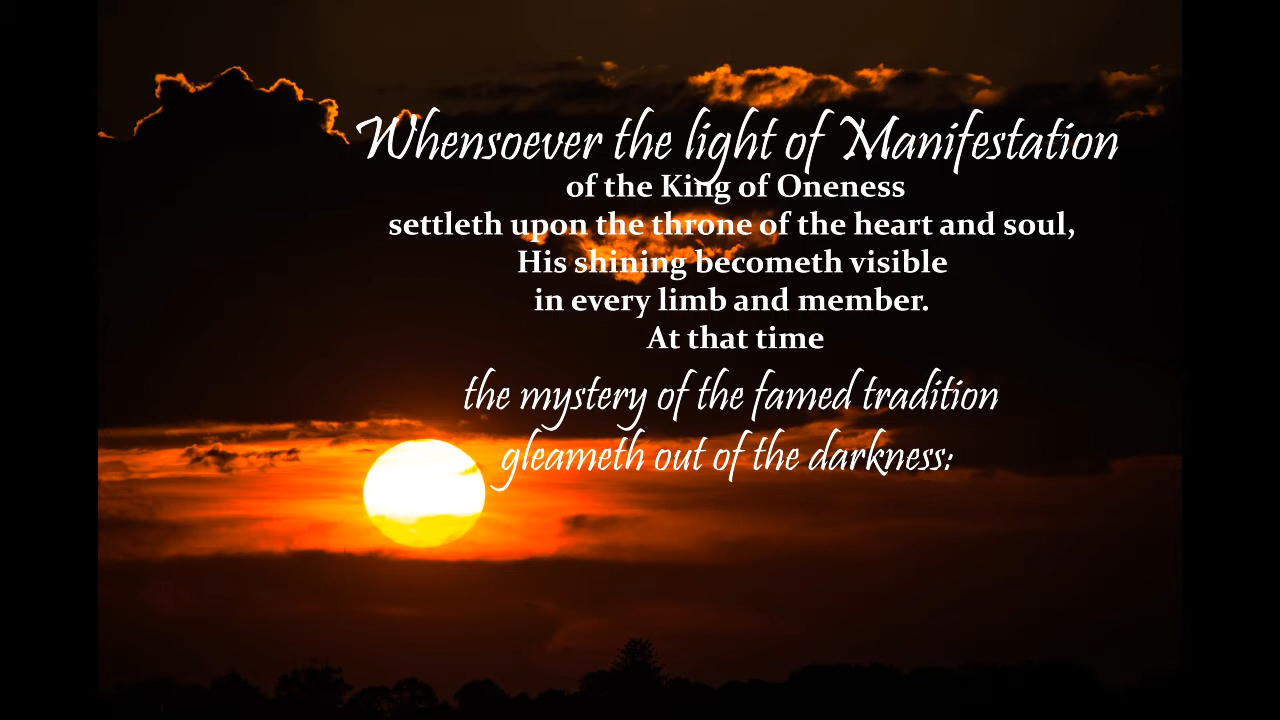 Whensoever the light of Manifestation
of the King of Oneness
settleth upon the throne of the heart and soul,
His shining becometh visible
in every limb and member.
At that time
the mystery of the famed tradition
gleameth out of the darkness: